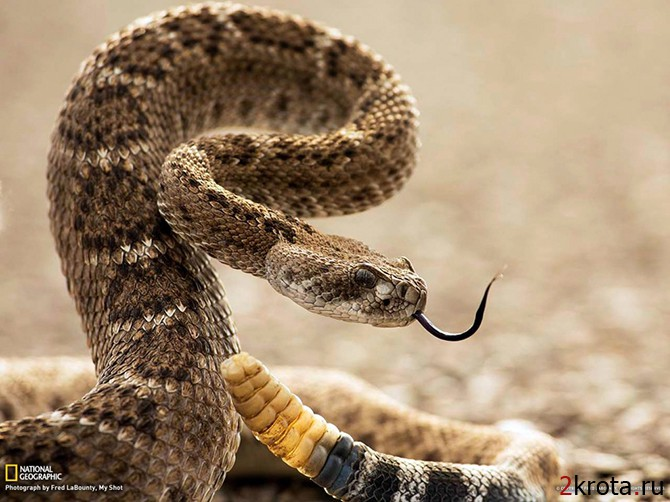 NATIONAL
GEOGRAPHIC
Photograph by Fred LaBounty, My Shot
2krota.ru